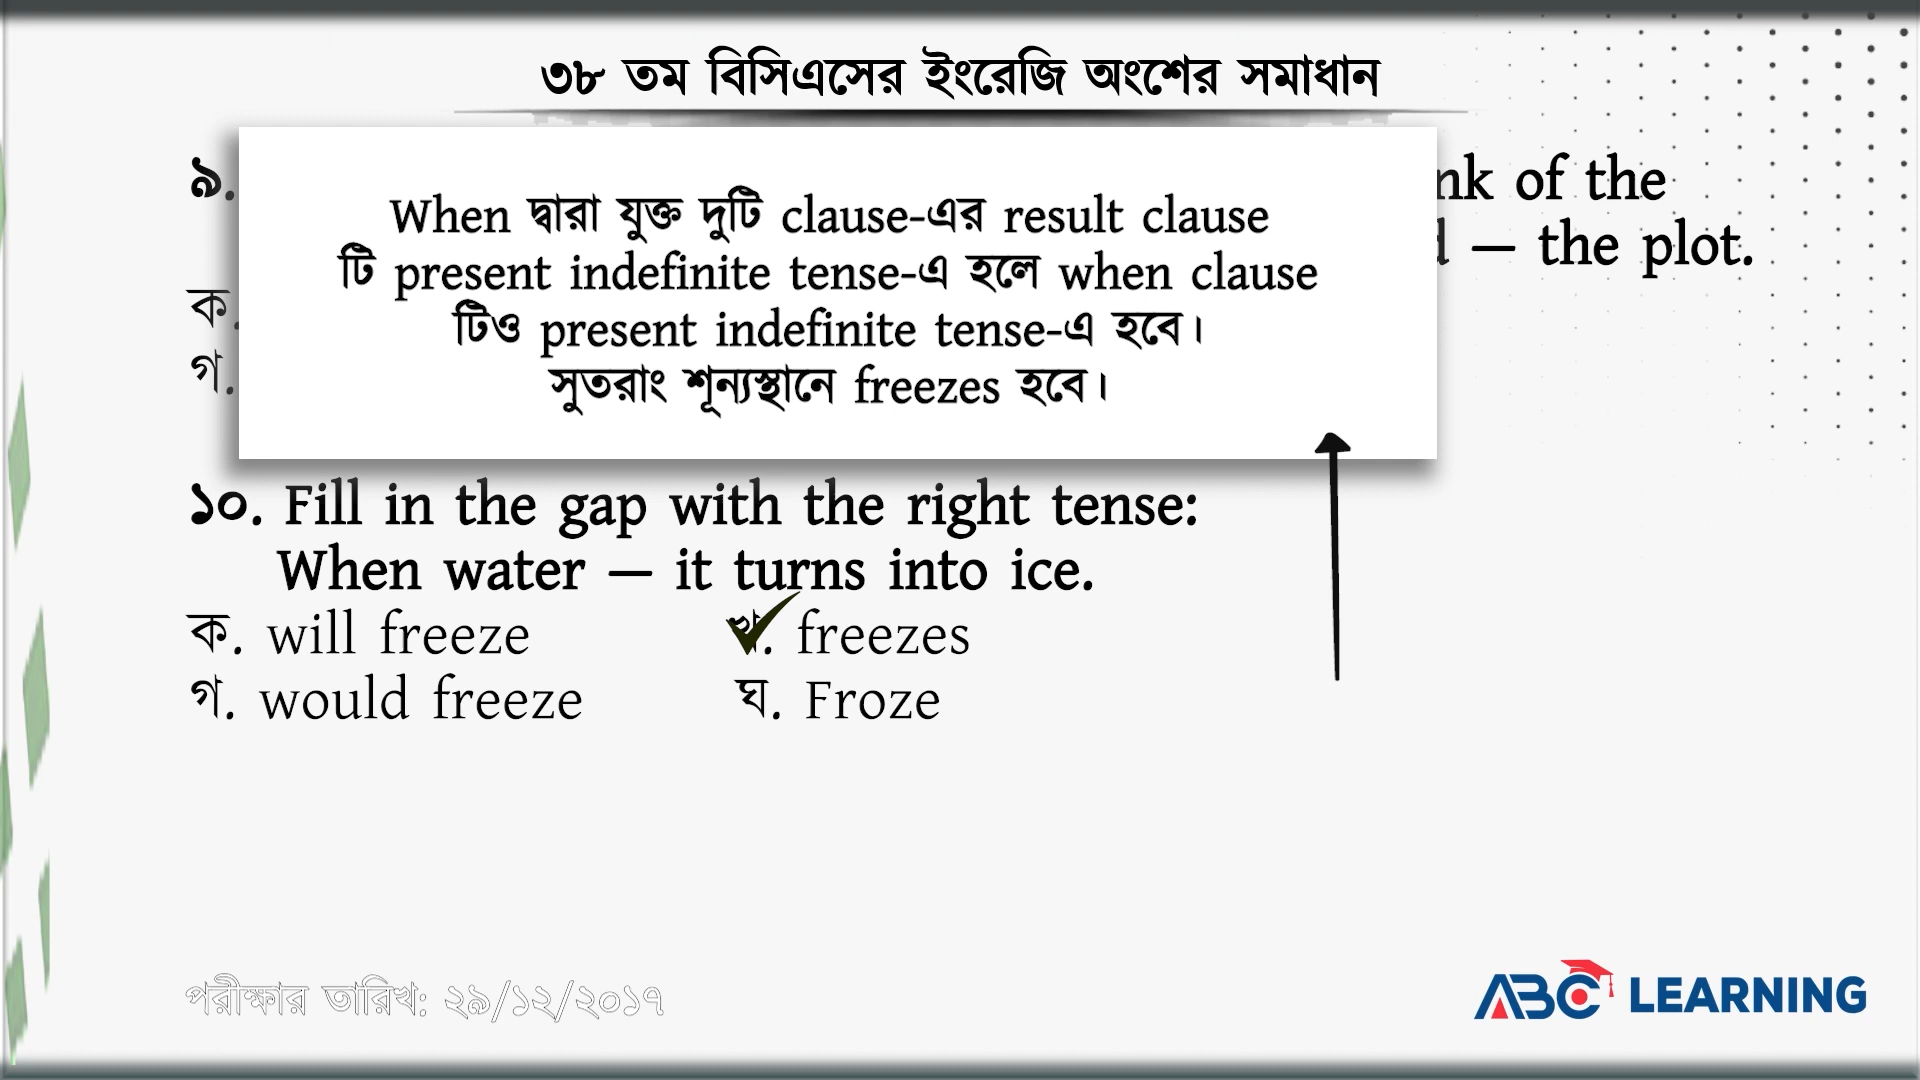 ৩৮ তম বিসিএসের ইংরেজি অংশের সমাধান
৯. nk of the
— the plot.
When দ্বারা যুক্ত দুটি clause-এর result clause
টি present indefinite tense-এ হলে when clause
টিও present indefinite tense-এ হবে।
সুতরাং শূন্যস্থানে freezes হবে।
ক.
গ.
১০. Fill in the gap with the right tense:
When water — it turns into ice.
ক. will freeze খ. freezes
গ. would freeze ঘ. Froze
পরীক্ষার তারিখ: ২৯/১২/২০১৭
ABC LEARNING